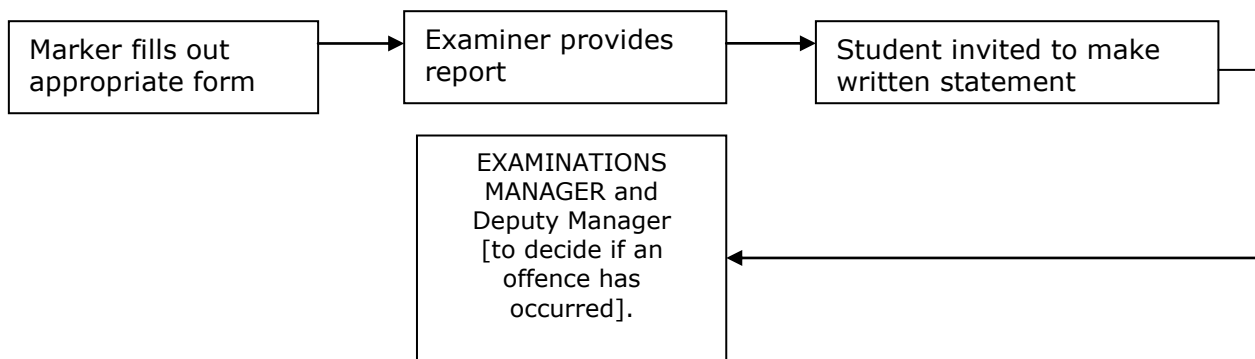 Marker fills out
appropriate form
Examiner provides
report
Student invited to make
written statement
EXAMINATIONS
MANAGER and
Deputy Manager
[to decide if an
offence has
occurred].